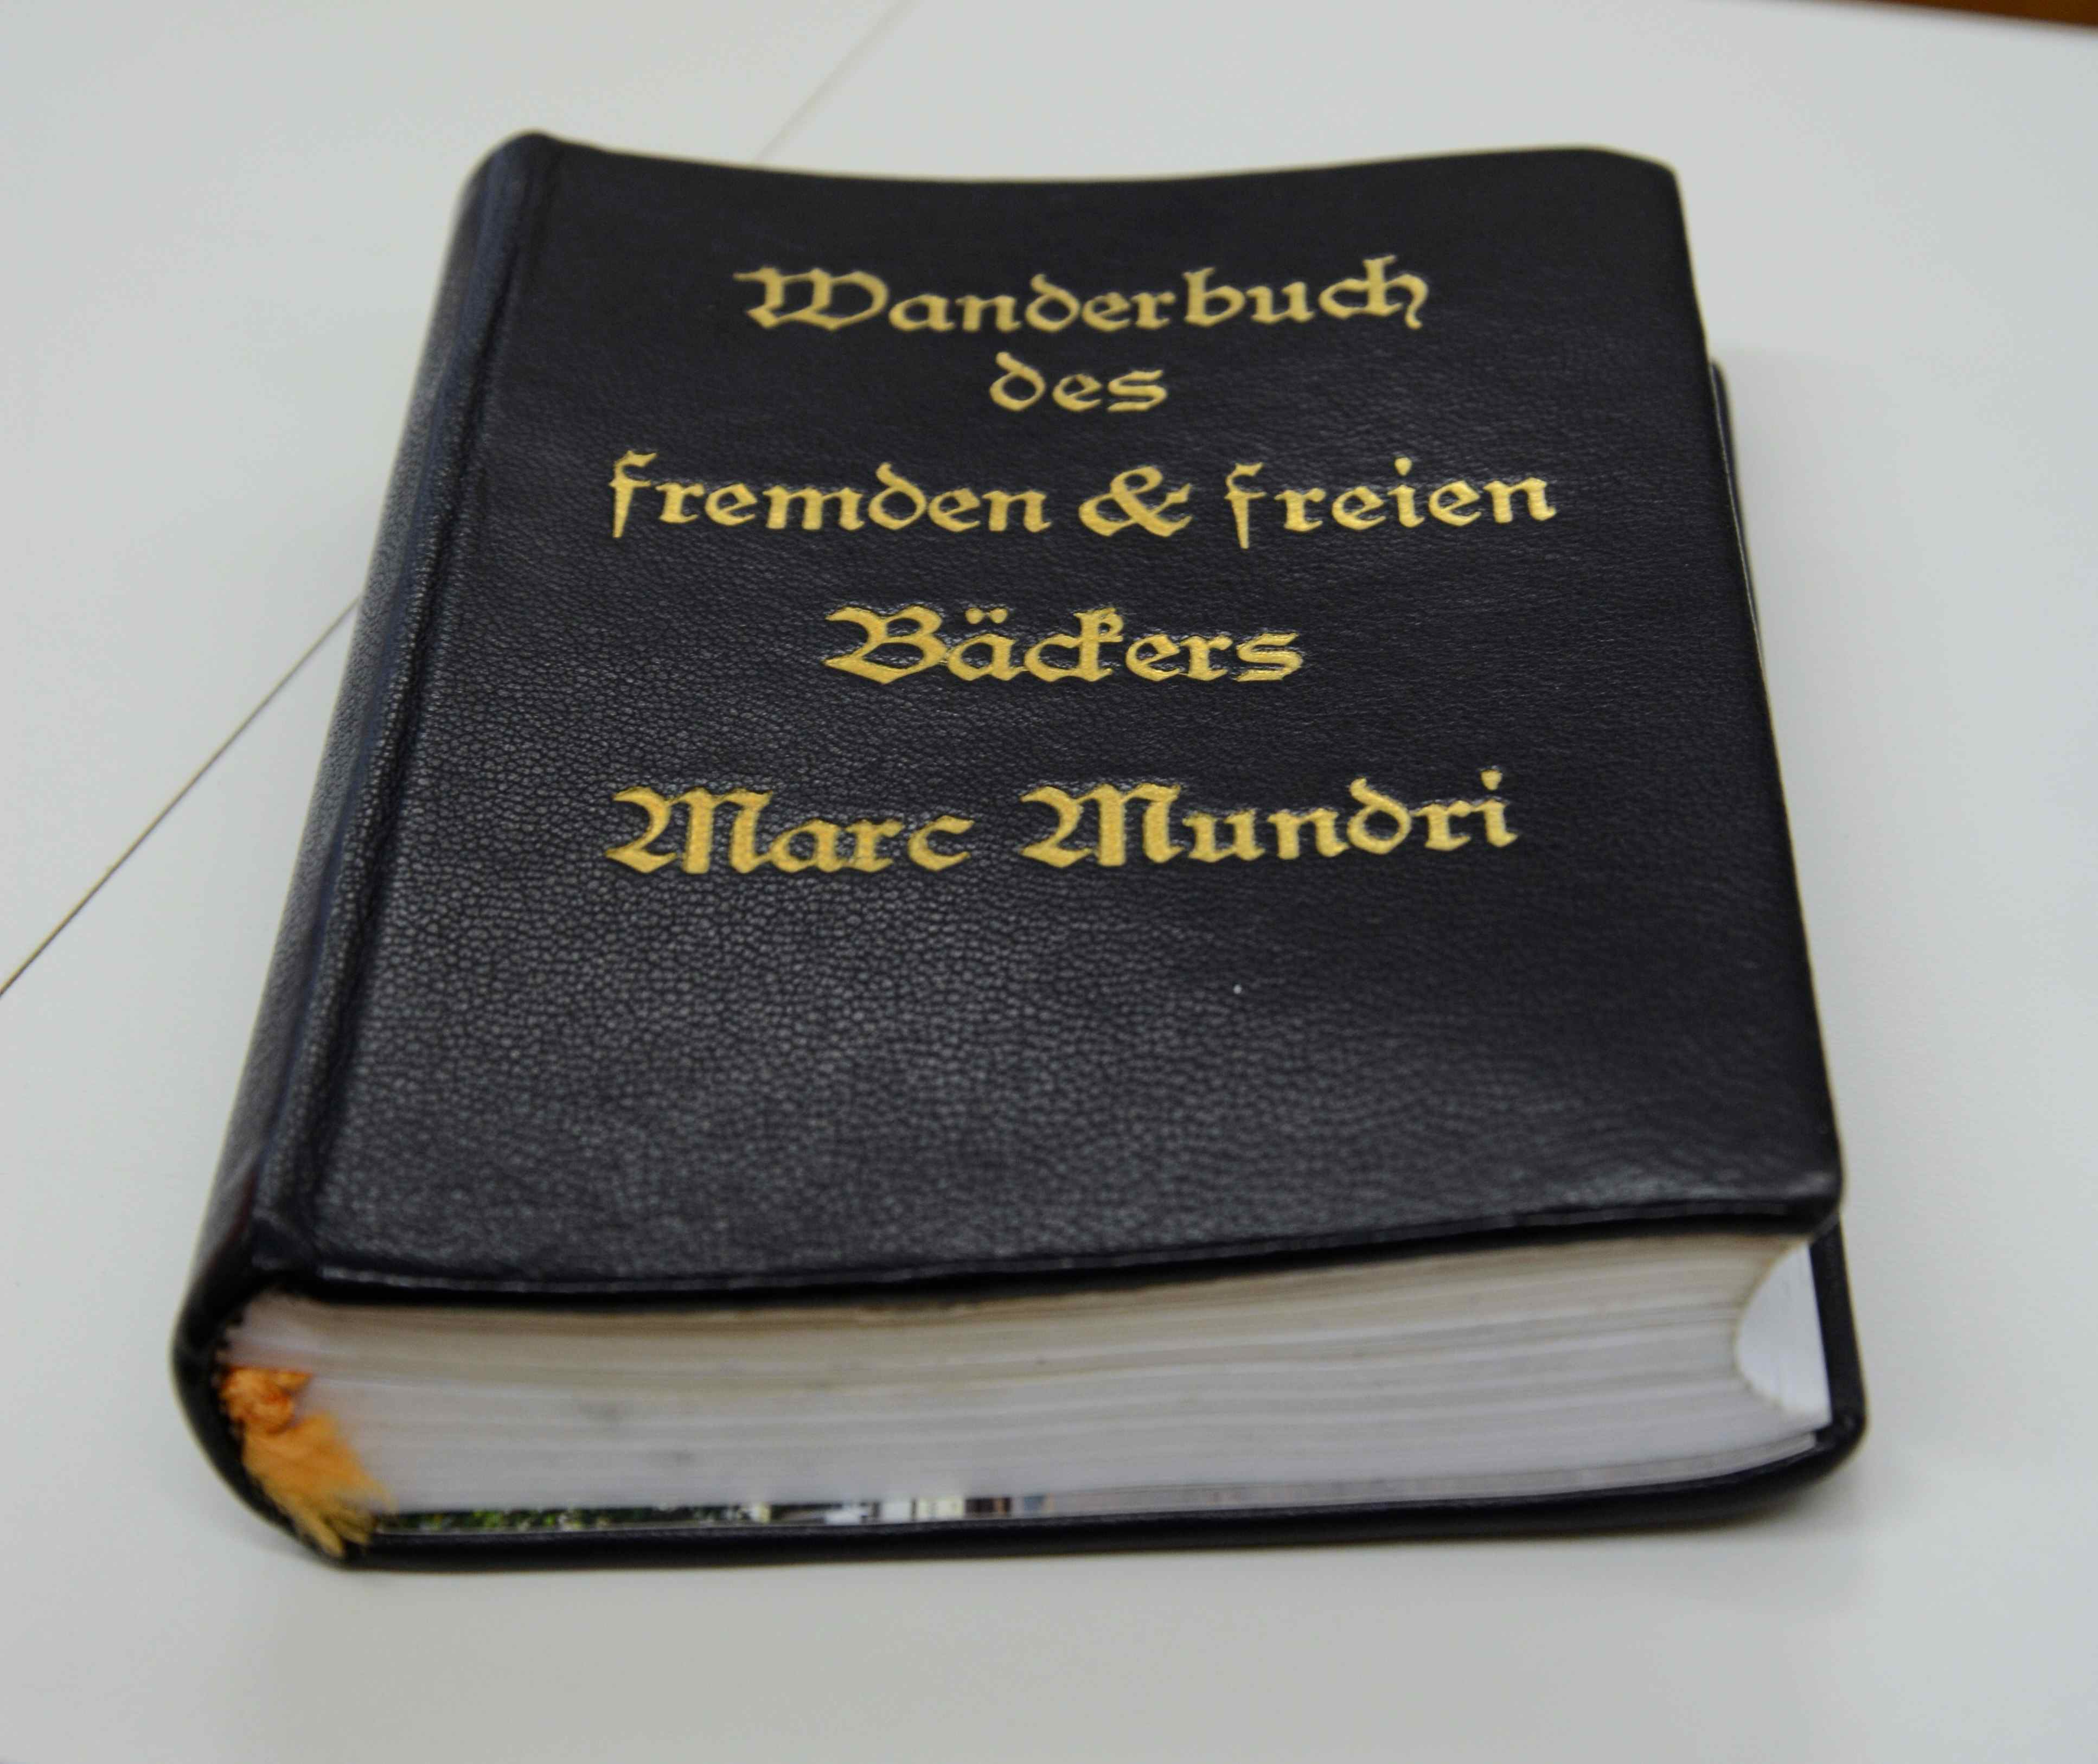 Wanderbuch
des
fremden & freien
Bäckers
Marc Mundri